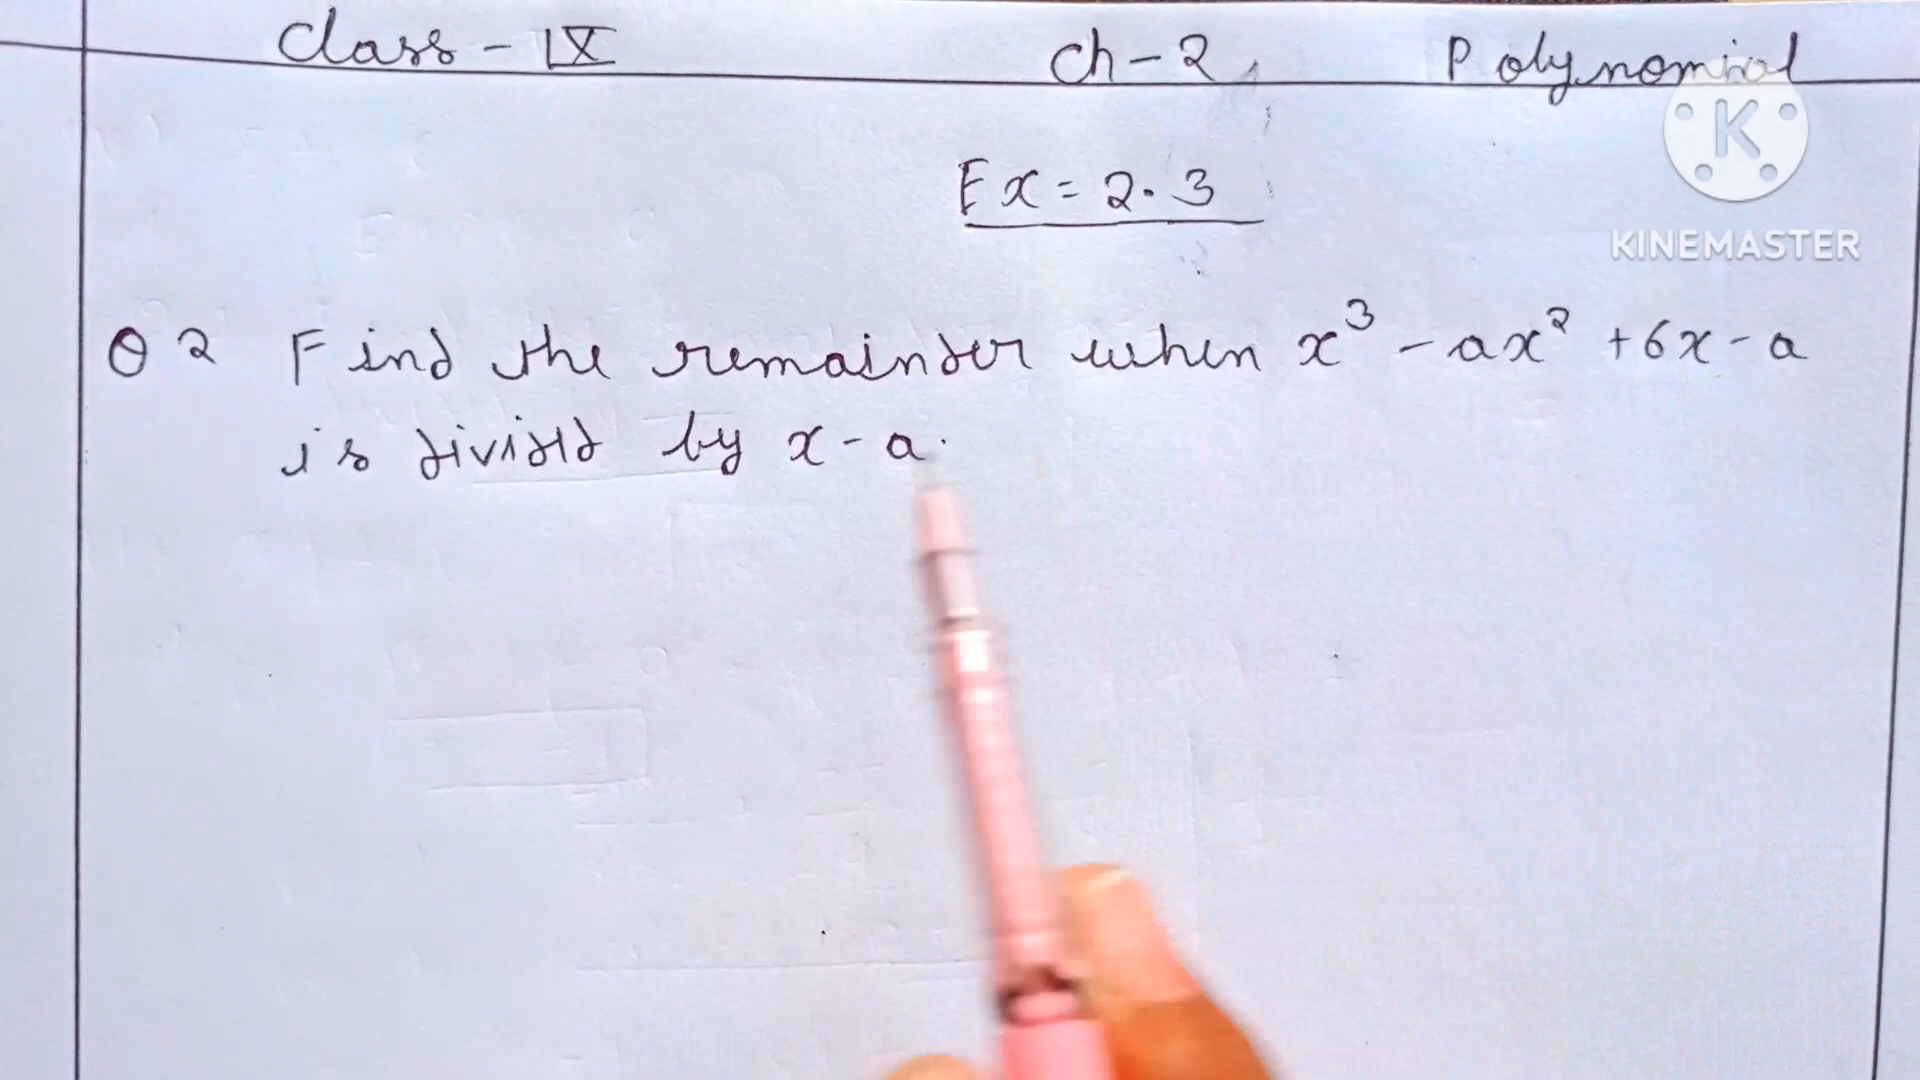 Class - IX Ch-2, Polynomial
Ex = 2.3
K
KINEMASTER
Q 2 Find the remainder when x³ - ax² + 6x - a
is divided by x - a.